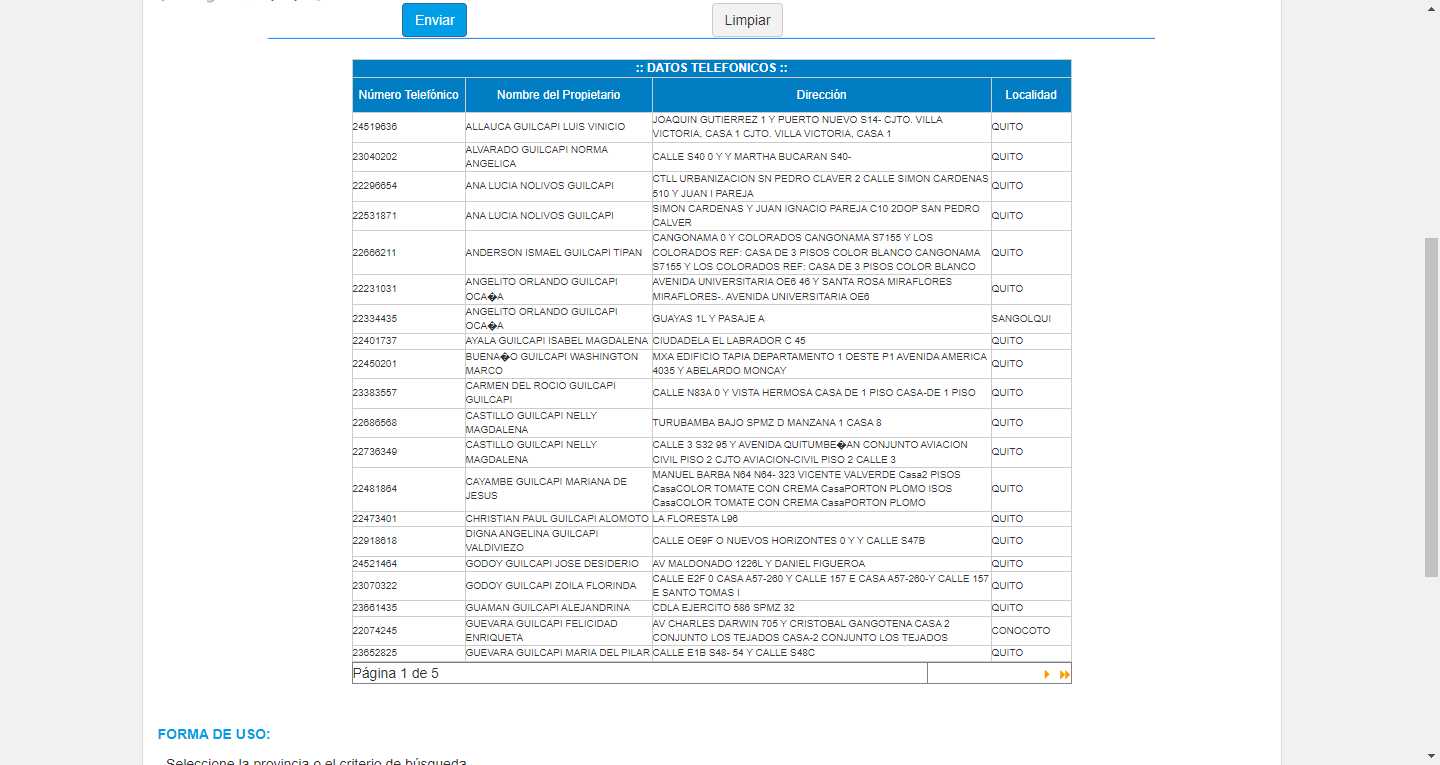 Enviar
Limpiar
:: DATOS TELEFONICOS ::
Número Telefónico Nombre del Propietario Dirección Localidad
24519636 ALLAUCA GUILCAPI LUIS VINICIO JOAQUIN GUTIERREZ 1 Y PUERTO NUEVO S14- CJTO. VILLA VICTORIA, CASA 1 CJTO. VILLA VICTORIA, CASA 1 QUITO
23040202 ALVARADO GUILCAPI NORMA ANGELICA CALLE S40 0 Y Y MARTHA BUCARAN S40- QUITO
22296654 ANA LUCIA NOLIVOS GUILCAPI CTLL URBANIZACION SN PEDRO CLAVER 2 CALLE SIMON CARDENAS 510 Y JUAN I PAREJA QUITO
22531871 ANA LUCIA NOLIVOS GUILCAPI SIMON CARDENAS Y JUAN IGNACIO PAREJA C10 2DOP SAN PEDRO CALVER QUITO
22666211 ANDERSON ISMAEL GUILCAPI TIPAN CANGONAMA 0 Y COLORADOS CANGONAMA S7155 Y LOS COLORADOS REF: CASA DE 3 PISOS COLOR BLANCO CANGONAMA S7155 Y LOS COLORADOS REF: CASA DE 3 PISOS COLOR BLANCO QUITO
22231031 ANGELITO ORLANDO GUILCAPI OCA�A AVENIDA UNIVERSITARIA OE6 46 Y SANTA ROSA MIRAFLORES MIRAFLORES-. AVENIDA UNIVERSITARIA OE6 QUITO
22334435 ANGELITO ORLANDO GUILCAPI OCA�A GUAYAS 1L Y PASAJE A SANGOLQUI
22401737 AYALA GUILCAPI ISABEL MAGDALENA CIUDADELA EL LABRADOR C 45 QUITO
22450201 BUENA�O GUILCAPI WASHINGTON MARCO MXA EDIFICIO TAPIA DEPARTAMENTO 1 OESTE P1 AVENIDA AMERICA 4035 Y ABELARDO MONCAY QUITO
23383557 CARMEN DEL ROCIO GUILCAPI GUILCAPI CALLE N83A 0 Y VISTA HERMOSA CASA DE 1 PISO CASA-DE 1 PISO QUITO
22686568 CASTILLO GUILCAPI NELLY MAGDALENA TURUBAMBA BAJO SPMZ D MANZANA 1 CASA 8 QUITO
22736349 CASTILLO GUILCAPI NELLY MAGDALENA CALLE 3 S32 95 Y AVENIDA QUITUMBE�AN CONJUNTO AVIACION CIVIL PISO 2 CJTO AVIACION-CIVIL PISO 2 CALLE 3 QUITO
22481864 CAYAMBE GUILCAPI MARIANA DE JESUS MANUEL BARBA N64 N64- 323 VICENTE VALVERDE Casa2 PISOS CasaCOLOR TOMATE CON CREMA CasaPORTON PLOMO ISOS CasaCOLOR TOMATE CON CREMA CasaPORTON PLOMO QUITO
22473401 CHRISTIAN PAUL GUILCAPI ALOMOTO LA FLORESTA L96 QUITO
22918618 DIGNA ANGELINA GUILCAPI VALDIVIEZO CALLE OE9F O NUEVOS HORIZONTES 0 Y Y CALLE S47B QUITO
24521464 GODOY GUILCAPI JOSE DESIDERIO AV MALDONADO 1226L Y DANIEL FIGUEROA QUITO
23070322 GODOY GUILCAPI ZOILA FLORINDA CALLE E2F 0 CASA A57-260 Y CALLE 157 E CASA A57-260-Y CALLE 157 E SANTO TOMAS I QUITO
23661435 GUAMAN GUILCAPI ALEJANDRINA CDLA EJERCITO 586 SPMZ 32 QUITO
22074245 GUEVARA GUILCAPI FELICIDAD ENRIQUETA AV CHARLES DARWIN 705 Y CRISTOBAL GANGOTENA CASA 2 CONJUNTO LOS TEJADOS CASA-2 CONJUNTO LOS TEJADOS CONOCOTO
23652825 GUEVARA GUILCAPI MARIA DEL PILAR CALLE E1B S48- 54 Y CALLE S48C QUITO
Página 1 de 5
FORMA DE USO:
Seleccione la provincia o el criterio de búsqueda